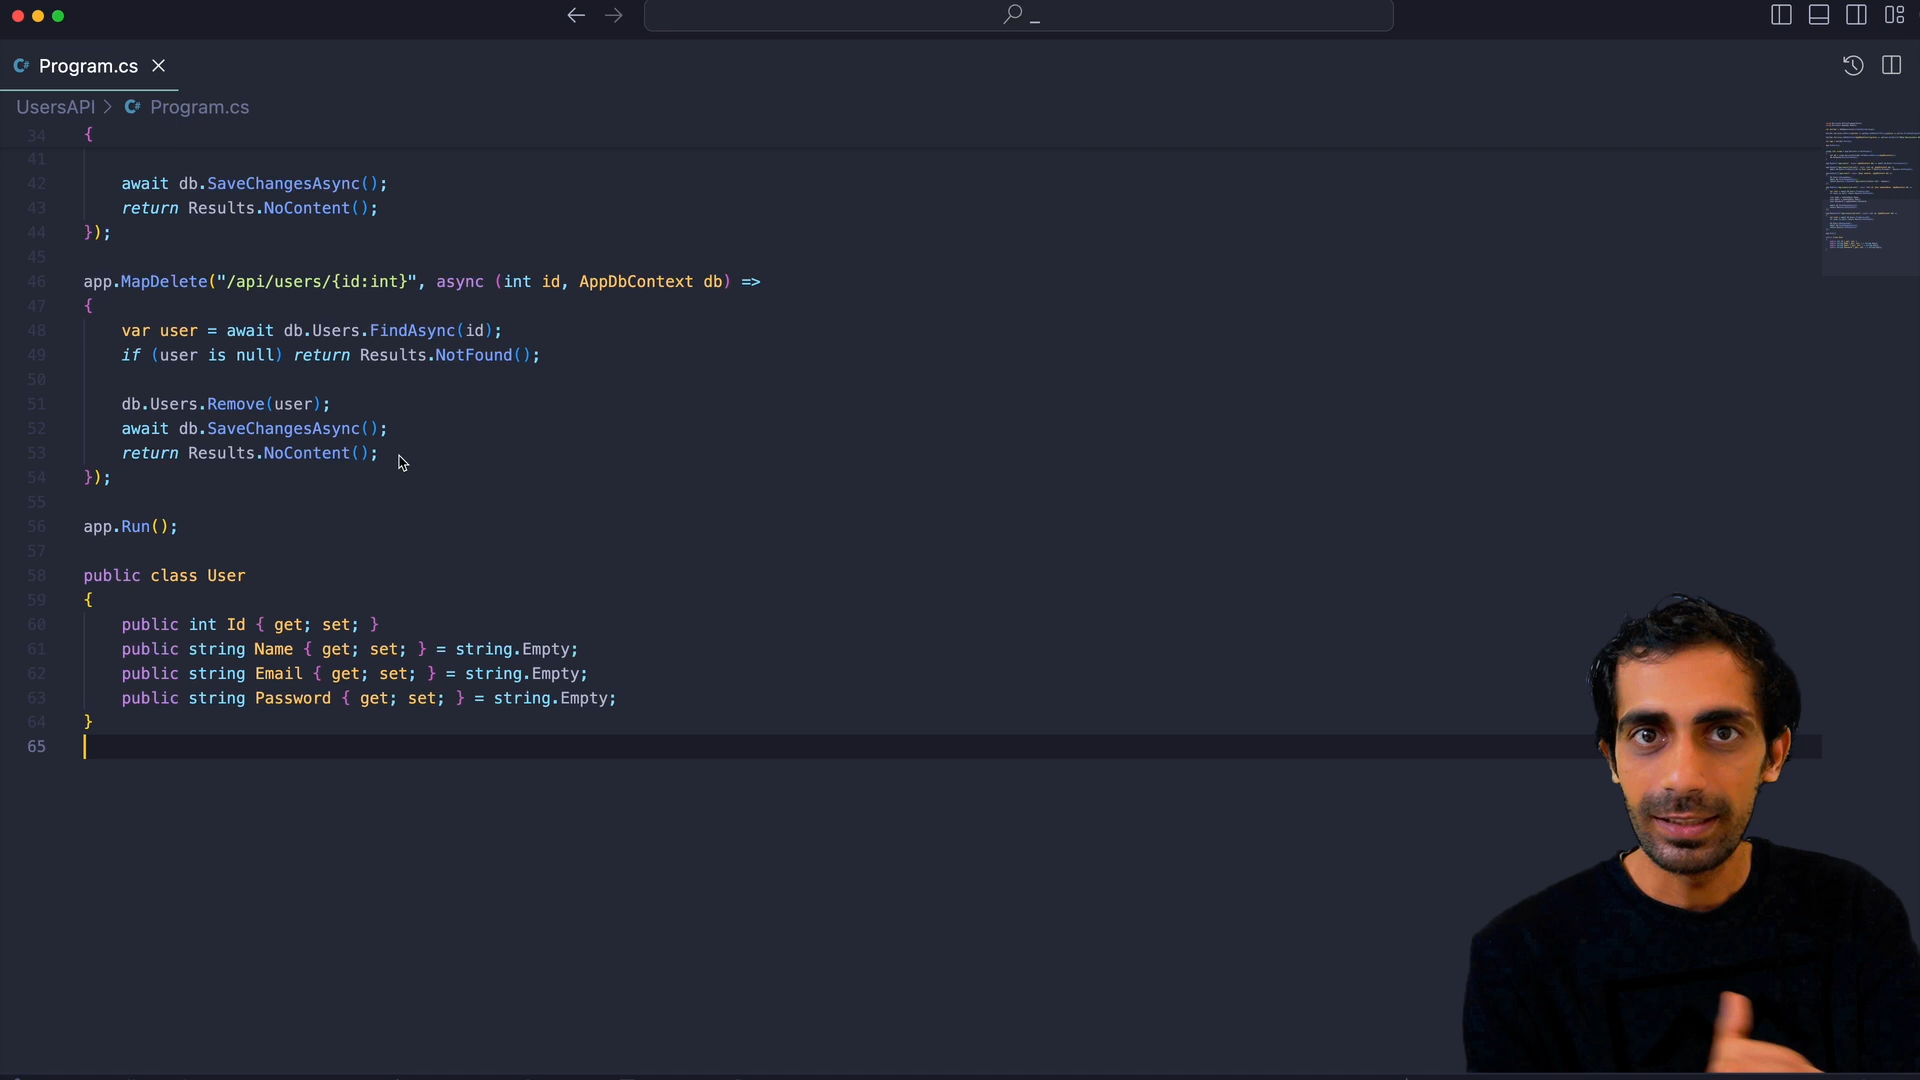 Program.cs
UsersAPI > Program.cs
34 {
41
42 await db.SaveChangesAsync();
43 return Results.NoContent();
44 });
45
46 app.MapDelete("/api/users/{id:int}", async (int id, AppDbContext db) =>
47 {
48 var user = await db.Users.FindAsync(id);
49 if (user is null) return Results.NotFound();
50
51 db.Users.Remove(user);
52 await db.SaveChangesAsync();
53 return Results.NoContent();
54 });
55
56 app.Run();
57
58 public class User
59 {
60 public int Id { get; set; }
61 public string Name { get; set; } = string.Empty;
62 public string Email { get; set; } = string.Empty;
63 public string Password { get; set; } = string.Empty;
64 }
65